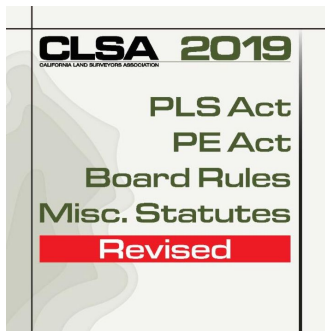 CLSA 2019
CALIFORNIA LAND SURVEYORS ASSOCIATION
PLS Act
PE Act
Board Rules
Misc. Statutes
Revised